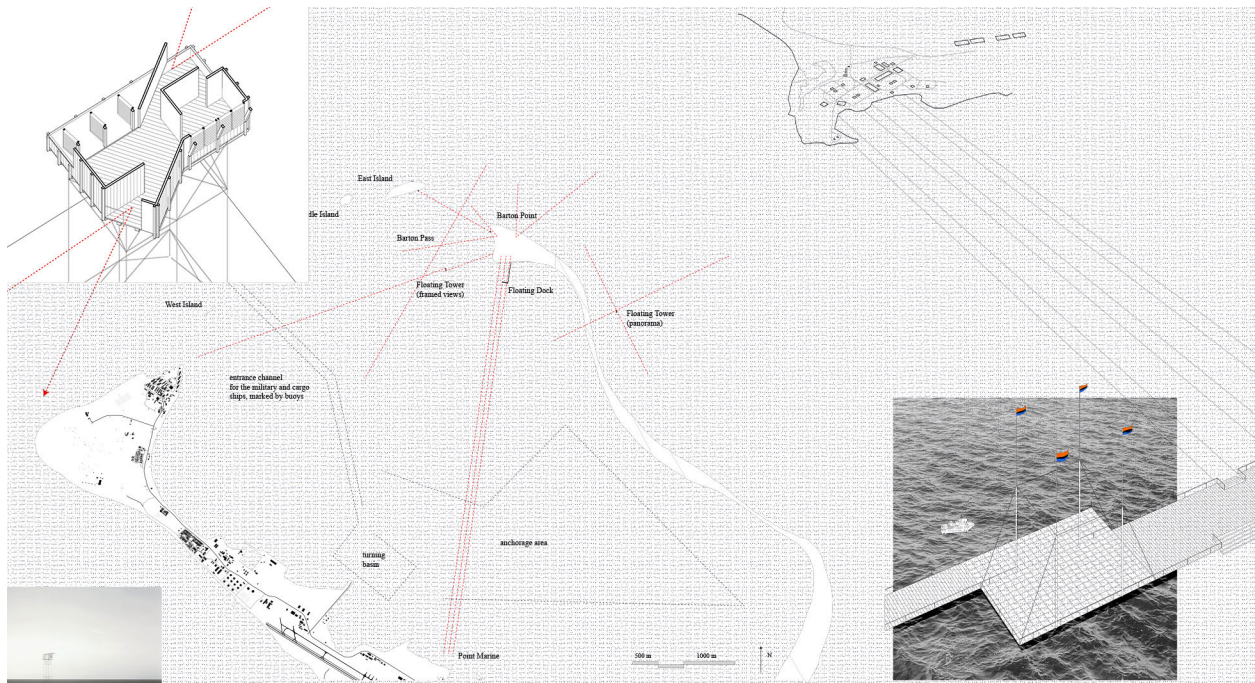 East Island
dle Island
Barton Point
Barton Pass
Floating Tower
(framed views)
Floating Dock
West Island
Floating Tower
(panorama)
entrance channel
for the military and cargo
ships, marked by buoys
anchorage area
turning
basin
Point Marine
500 m
1000 m
N